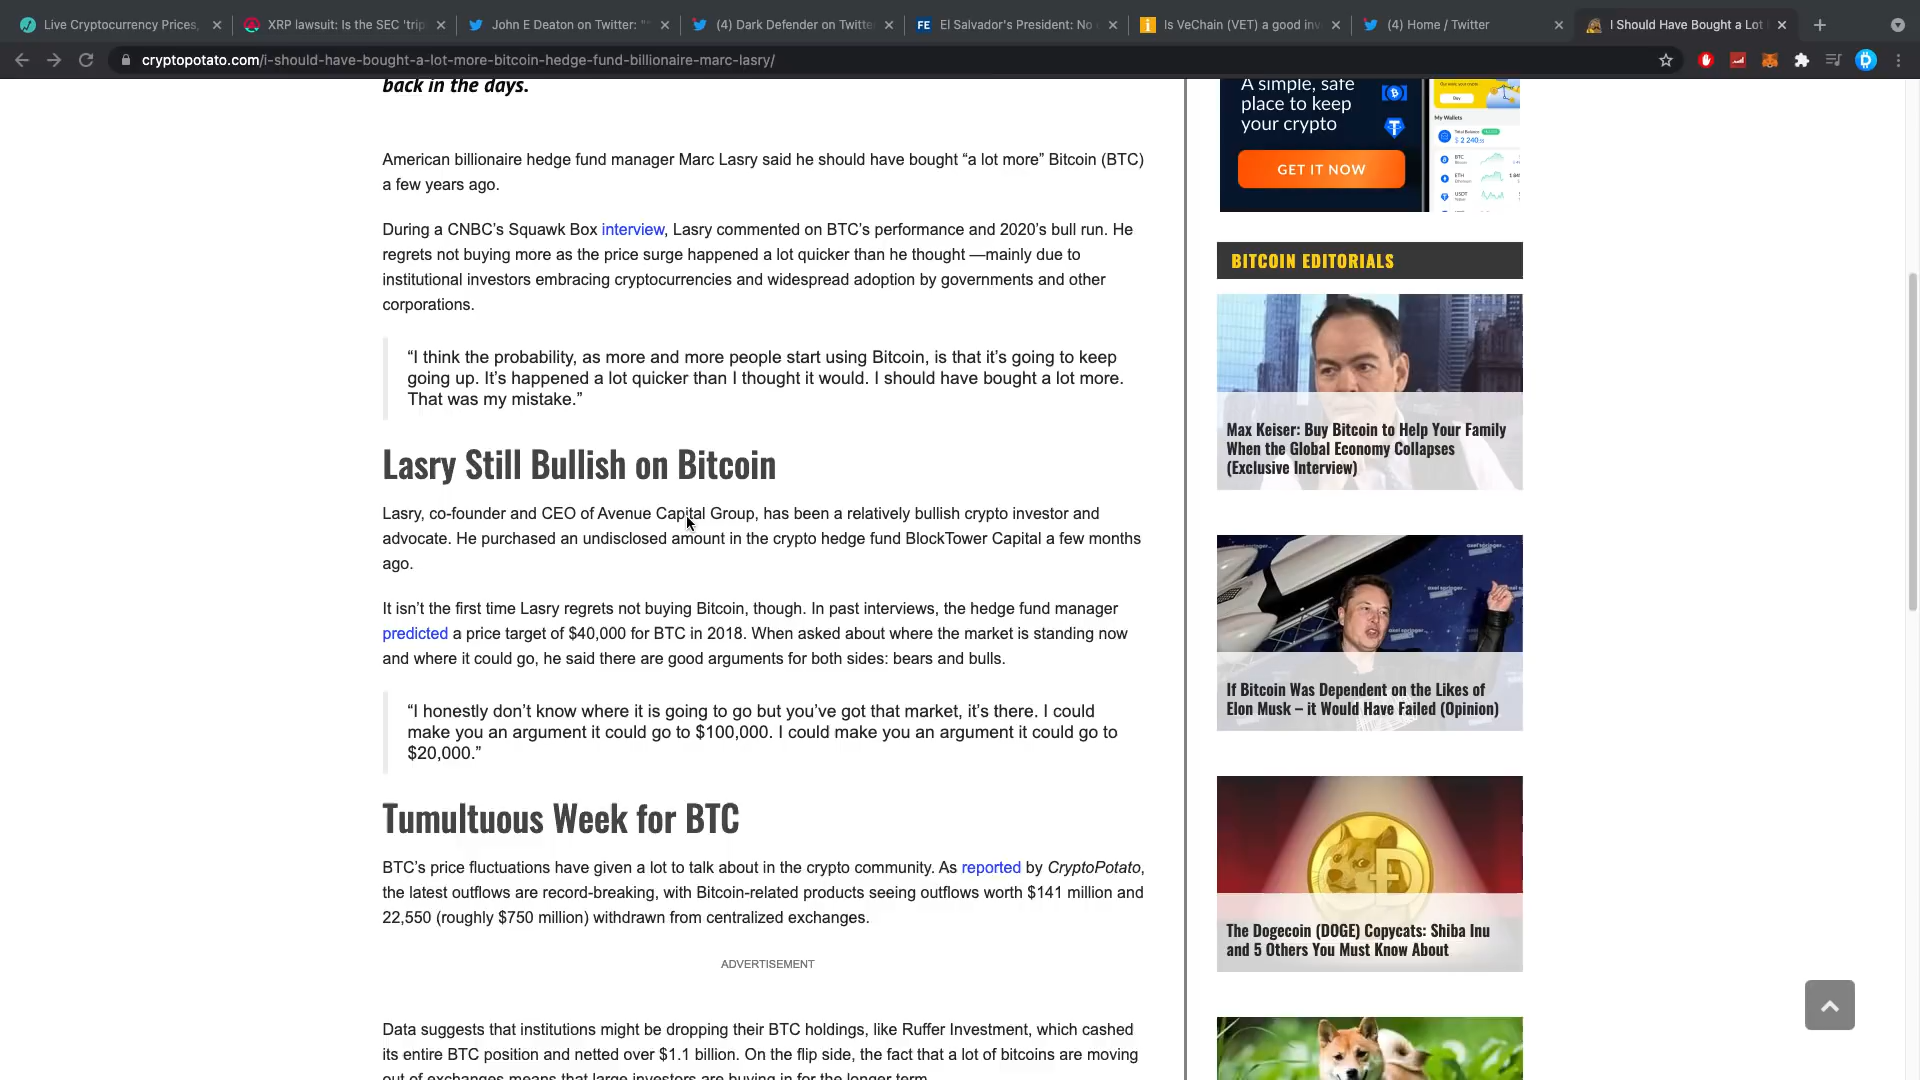 Live Cryptocurrency Prices,
XRP lawsuit: Is the SEC 'trip
John E Deaton on Twitter: "
(4) Dark Defender on Twitte
El Salvador's President: No
Is VeChain (VET) a good inv
(4) Home / Twitter
I Should Have Bought a Lot
cryptopotato.com/i-should-have-bought-a-lot-more-bitcoin-hedge-fund-billionaire-marc-lasry/
back in the days.
American billionaire hedge fund manager Marc Lasry said he should have bought “a lot more” Bitcoin (BTC)
a few years ago.
During a CNBC’s Squawk Box interview, Lasry commented on BTC’s performance and 2020’s bull run. He
regrets not buying more as the price surge happened a lot quicker than he thought —mainly due to
institutional investors embracing cryptocurrencies and widespread adoption by governments and other
corporations.
“I think the probability, as more and more people start using Bitcoin, is that it’s going to keep
going up. It’s happened a lot quicker than I thought it would. I should have bought a lot more.
That was my mistake.”
Lasry Still Bullish on Bitcoin
Lasry, co-founder and CEO of Avenue Capital Group, has been a relatively bullish crypto investor and
advocate. He purchased an undisclosed amount in the crypto hedge fund BlockTower Capital a few months
ago.
It isn’t the first time Lasry regrets not buying Bitcoin, though. In past interviews, the hedge fund manager
predicted a price target of $40,000 for BTC in 2018. When asked about where the market is standing now
and where it could go, he said there are good arguments for both sides: bears and bulls.
“I honestly don’t know where it is going to go but you’ve got that market, it’s there. I could
make you an argument it could go to $100,000. I could make you an argument it could go to
$20,000.”
Tumultuous Week for BTC
BTC’s price fluctuations have given a lot to talk about in the crypto community. As reported by CryptoPotato,
the latest outflows are record-breaking, with Bitcoin-related products seeing outflows worth $141 million and
22,550 (roughly $750 million) withdrawn from centralized exchanges.
ADVERTISEMENT
Data suggests that institutions might be dropping their BTC holdings, like Ruffer Investment, which cashed
its entire BTC position and netted over $1.1 billion. On the flip side, the fact that a lot of bitcoins are moving
out of exchanges means that large investors are buying in for the longer term.
A simple, safe
place to keep
your crypto
GET IT NOW
Buy
My Wallets
Total Balance
$ 2 240
BTC
ETH
USDT
BITCOIN EDITORIALS
Max Keiser: Buy Bitcoin to Help Your Family
When the Global Economy Collapses
(Exclusive Interview)
axel springer
If Bitcoin Was Dependent on the Likes of
Elon Musk – it Would Have Failed (Opinion)
The Dogecoin (DOGE) Copycats: Shiba Inu
and 5 Others You Must Know About